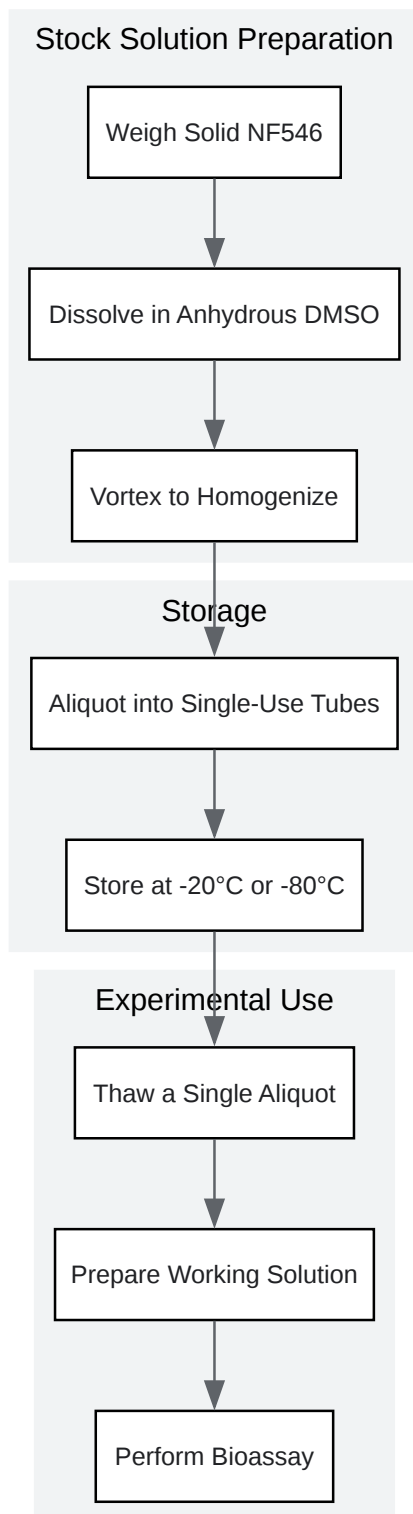 Stock Solution Preparation
Weigh Solid NF546
Dissolve in Anhydrous DMSO
Vortex to Homogenize
Storage
Aliquot into Single-Use Tubes
Store at -20°C or -80°C
Experimental Use
Thaw a Single Aliquot
Prepare Working Solution
Perform Bioassay